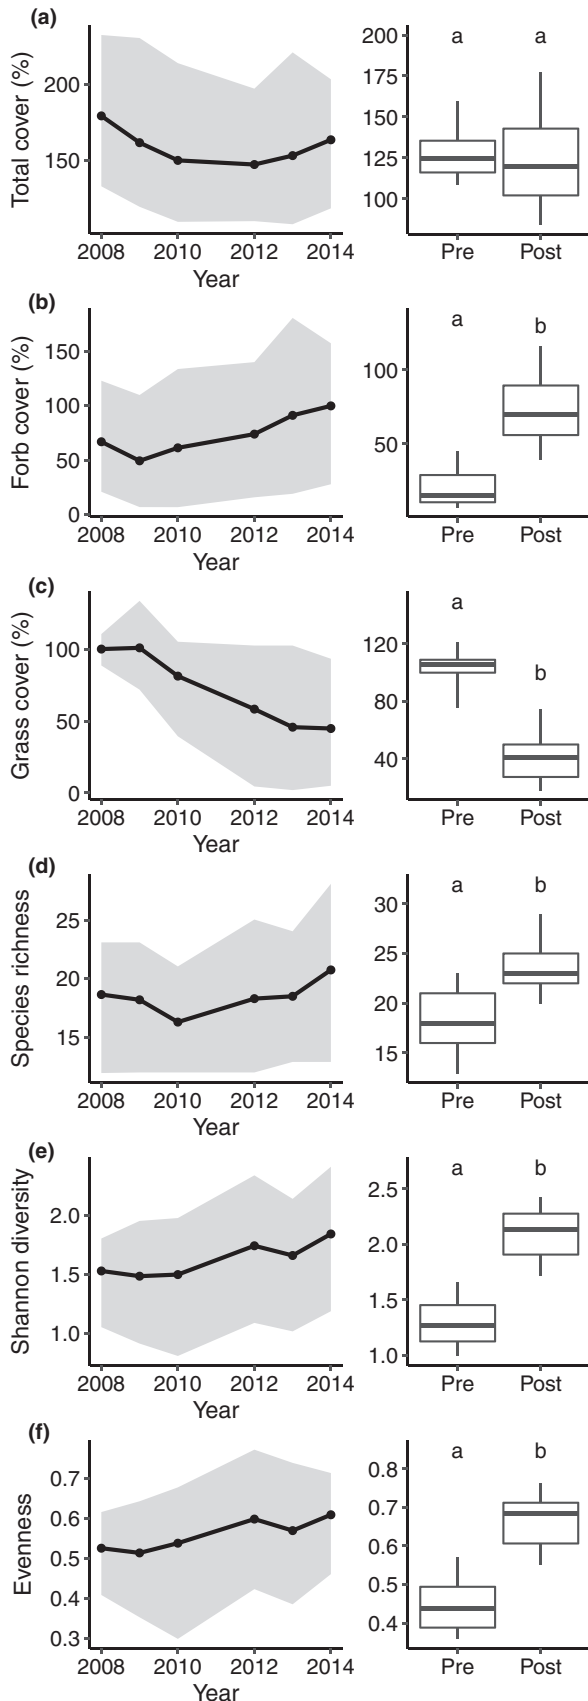 (a)
Total cover (%)
200
150
2008 2010 2012 2014
Year
200
175
150
125
100
a a
Pre Post
(b)
Forb cover (%)
150
100
50
0
2008 2010 2012 2014
Year
100
50
a b
Pre Post
(c)
Grass cover (%)
100
50
0
2008 2010 2012 2014
Year
120
80
40
a b
Pre Post
(d)
Species richness
25
20
15
2008 2010 2012 2014
Year
30
25
20
15
a b
Pre Post
(e)
Shannon diversity
2.0
1.5
1.0
2008 2010 2012 2014
Year
2.5
2.0
1.5
1.0
a b
Pre Post
(f)
Evenness
0.7
0.6
0.5
0.4
0.3
2008 2010 2012 2014
Year
0.8
0.7
0.6
0.5
0.4
a b
Pre Post